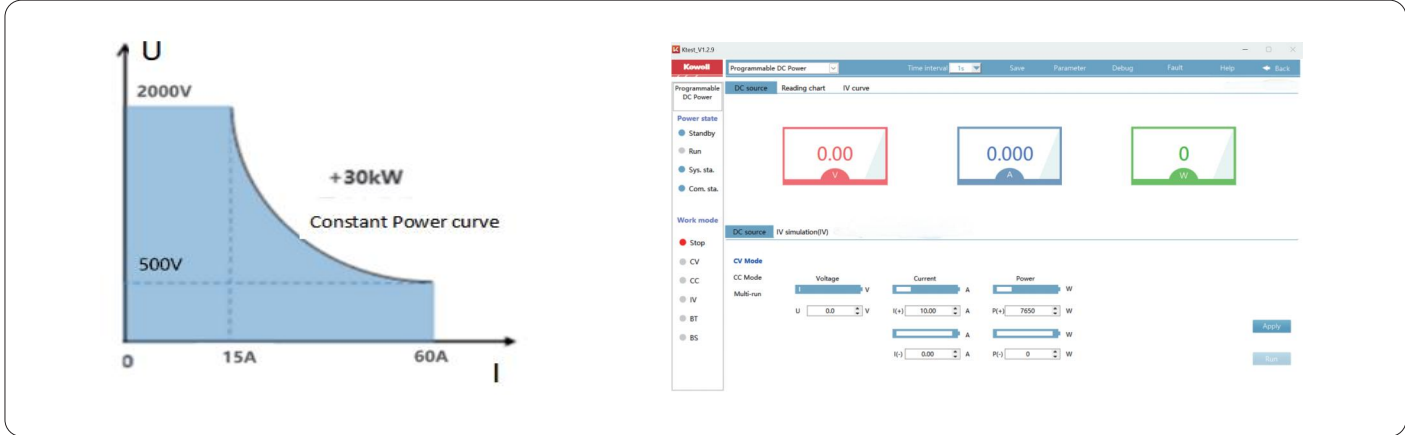 U
2000V
+30kW
Constant Power curve
500V
0
15A
60A
I
Ktest_V1.2.9
Kewell
Programmable DC Power
Time Interval 1s
Save
Parameter
Debug
Fault
Help
Back
Programmable
DC Power
DC source Reading chart IV curve
Power state
Standby
Run
Sys. sta.
Com. sta.
0.00
V
0.000
A
0
W
Work mode
Stop
CV
CC
IV
BT
BS
DC source IV simulation(IV)
CV Mode
CC Mode
Multi-run
Voltage Current Power
V A W
U 0.0 V I(+) 10.00 A P(+) 7650 W
A W
I(-) 0.00 A P(-) 0 W
Apply
Run